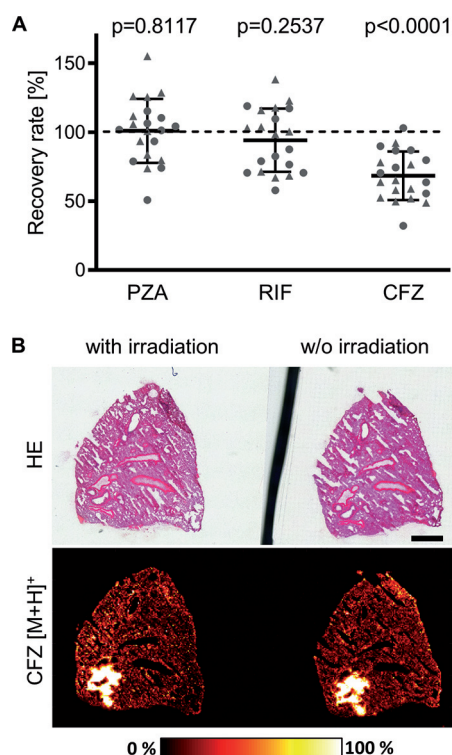 A
p=0.8117 p=0.2537 p<0.0001
Recovery rate [%]
150
100
50
0
PZA RIF CFZ
B
with irradiation w/o irradiation
HE
CFZ [M+H]+
0 % 100 %